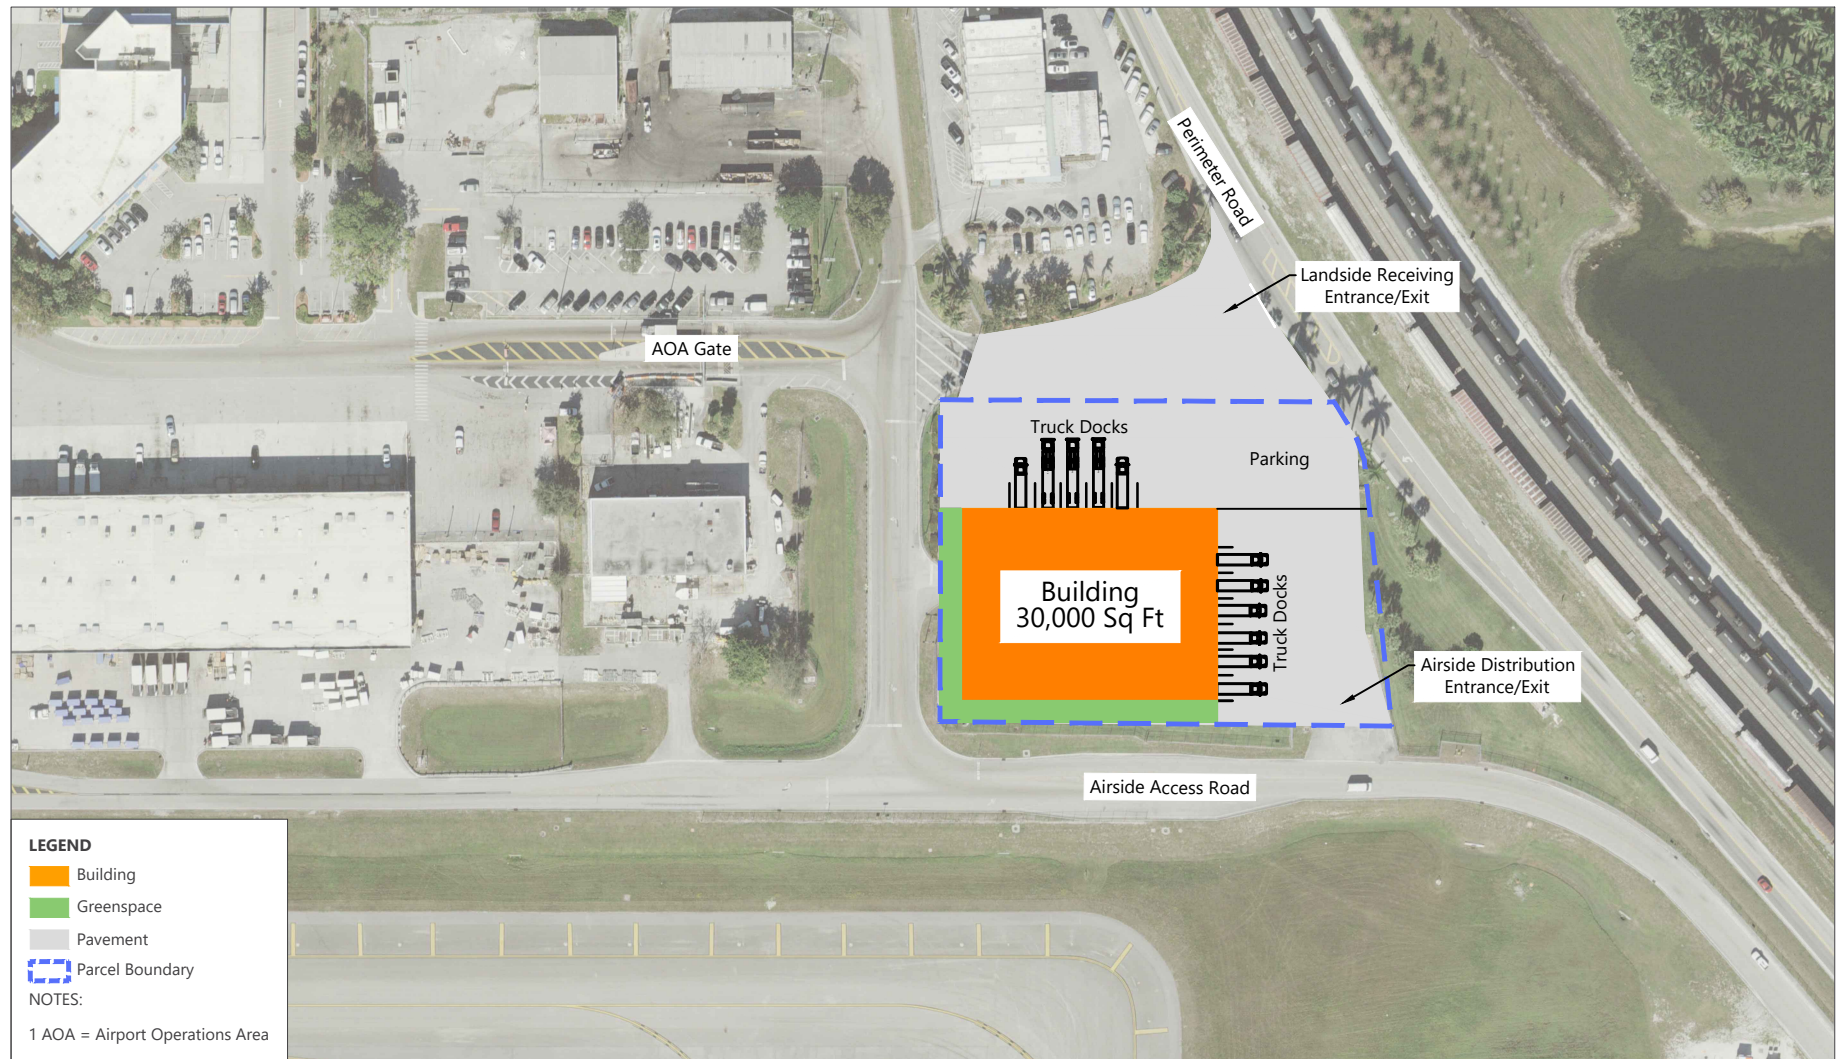 Perimeter Road
Landside Receiving
Entrance/Exit
AOA Gate
Truck Docks
Parking
Building
30,000 Sq Ft
Truck Docks
Airside Distribution
Entrance/Exit
Airside Access Road
LEGEND
Building
Greenspace
Pavement
Parcel Boundary
NOTES:
1 AOA = Airport Operations Area